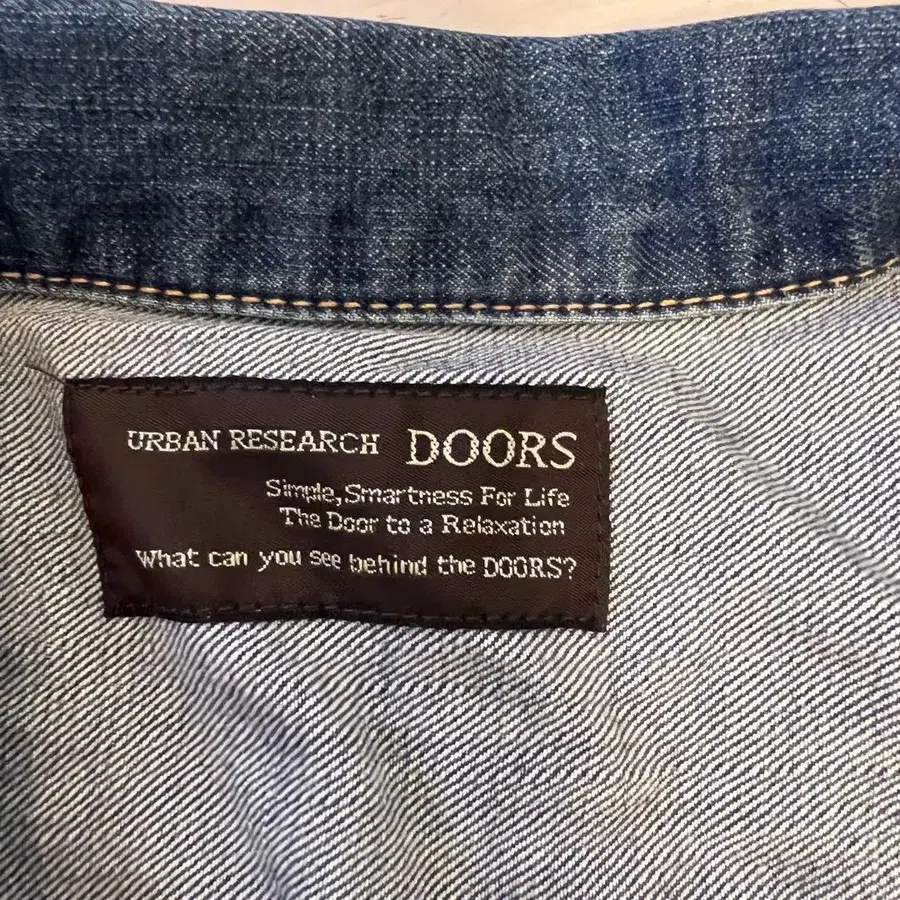 URBAN RESEARCH DOORS
Simple,Smartness For Life
The Door to a Relaxation
What can you see behind the DOORS?